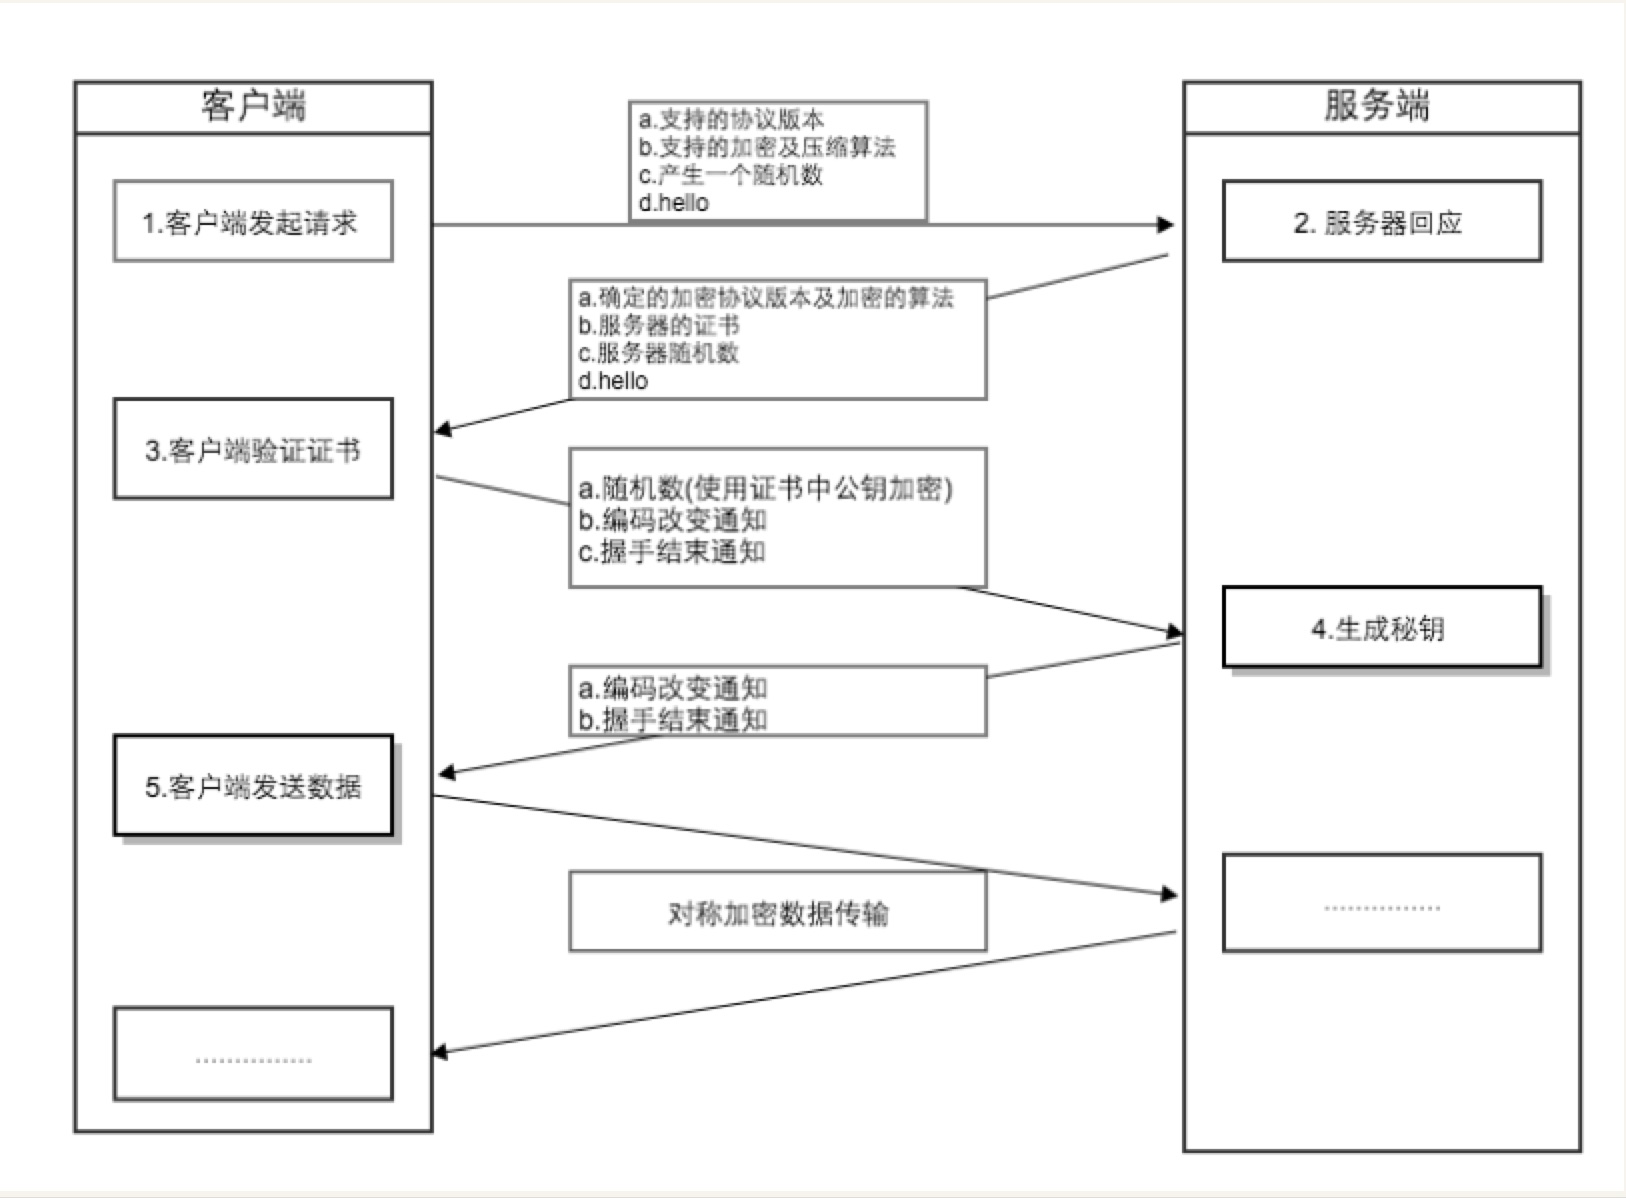 客户端
服务端
a.支持的协议版本
b.支持的加密及压缩算法
c.产生一个随机数
d.hello
1.客户端发起请求
2. 服务器回应
a.确定的加密协议版本及加密的算法
b.服务器的证书
c.服务器随机数
d.hello
3.客户端验证证书
a.随机数(使用证书中公钥加密)
b.编码改变通知
c.握手结束通知
4.生成秘钥
a.编码改变通知
b.握手结束通知
5.客户端发送数据
对称加密数据传输
...............
...............